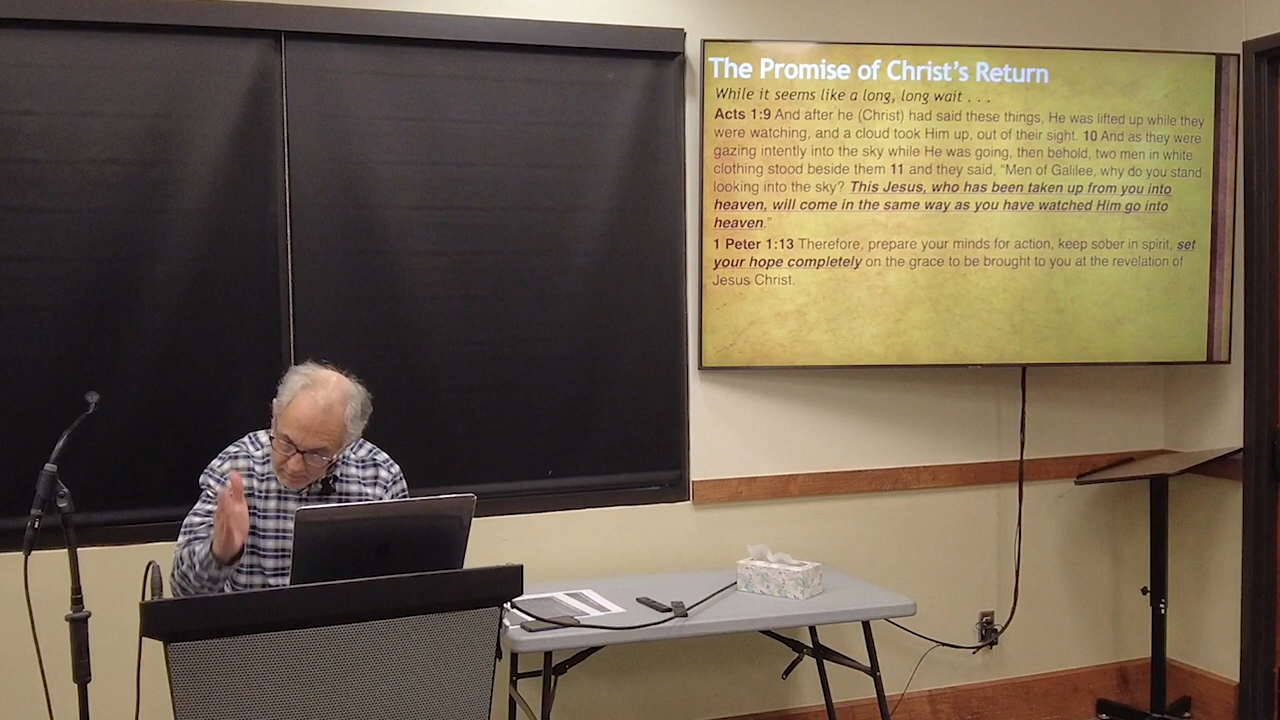 The Promise of Christ's Return
While it seems like a long, long wait . . .
Acts 1:9 And after he (Christ) had said these things, He was lifted up while they
were watching, and a cloud took Him up, out of their sight. 10 And as they were
gazing intently into the sky while He was going, then behold, two men in white
clothing stood beside them 11 and they said, “Men of Galilee, why do you stand
looking into the sky? This Jesus, who has been taken up from you into
heaven, will come in the same way as you have watched Him go into
heaven.”
1 Peter 1:13 Therefore, prepare your minds for action, keep sober in spirit, set
your hope completely on the grace to be brought to you at the revelation of
Jesus Christ.